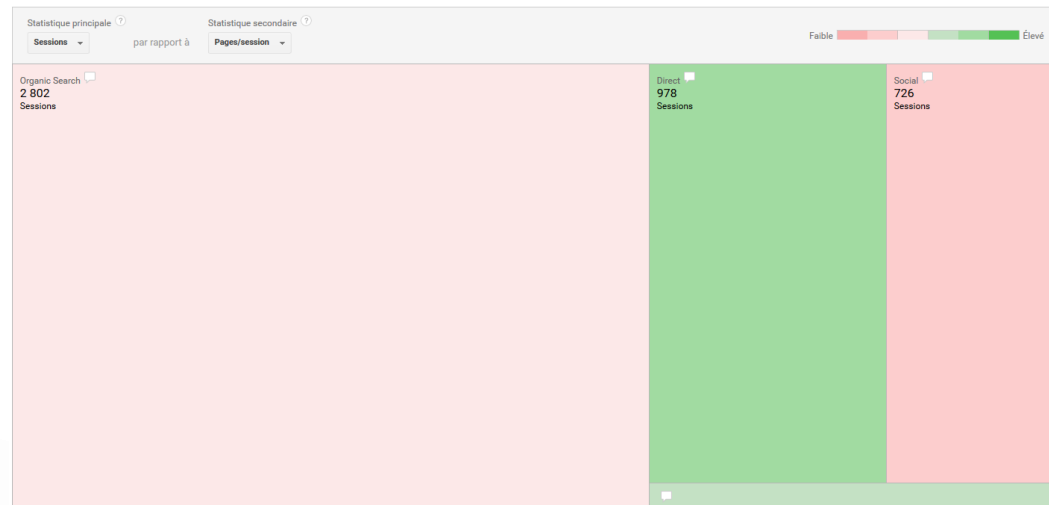 Statistique principale ?
Statistique secondaire ?
Sessions
par rapport à
Pages/session
Faible
Élevé
Organic Search
2 802
Sessions
Direct
978
Sessions
Social
726
Sessions